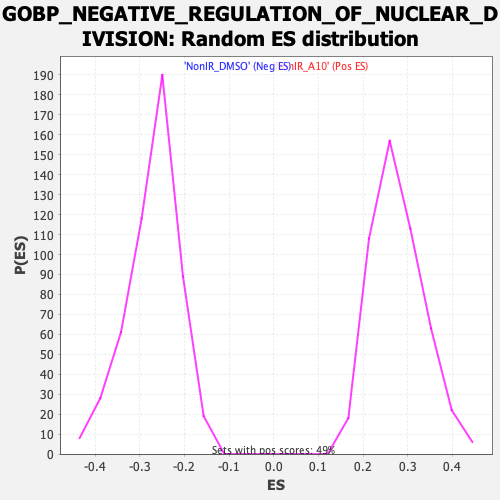 GOBP_NEGATIVE_REGULATION_OF_NUCLEAR_D
IVISION: Random ES distribution
'NonIR_DMSO' (Neg ES) nIR_A10' (Pos ES)
190
180
170
160
150
140
130
120
110
100
90
80
70
60
50
40
30
20
10
0
P(ES)
Sets with pos scores: 49%
-0.4 -0.3 -0.2 -0.1 0.0 0.1 0.2 0.3 0.4
ES